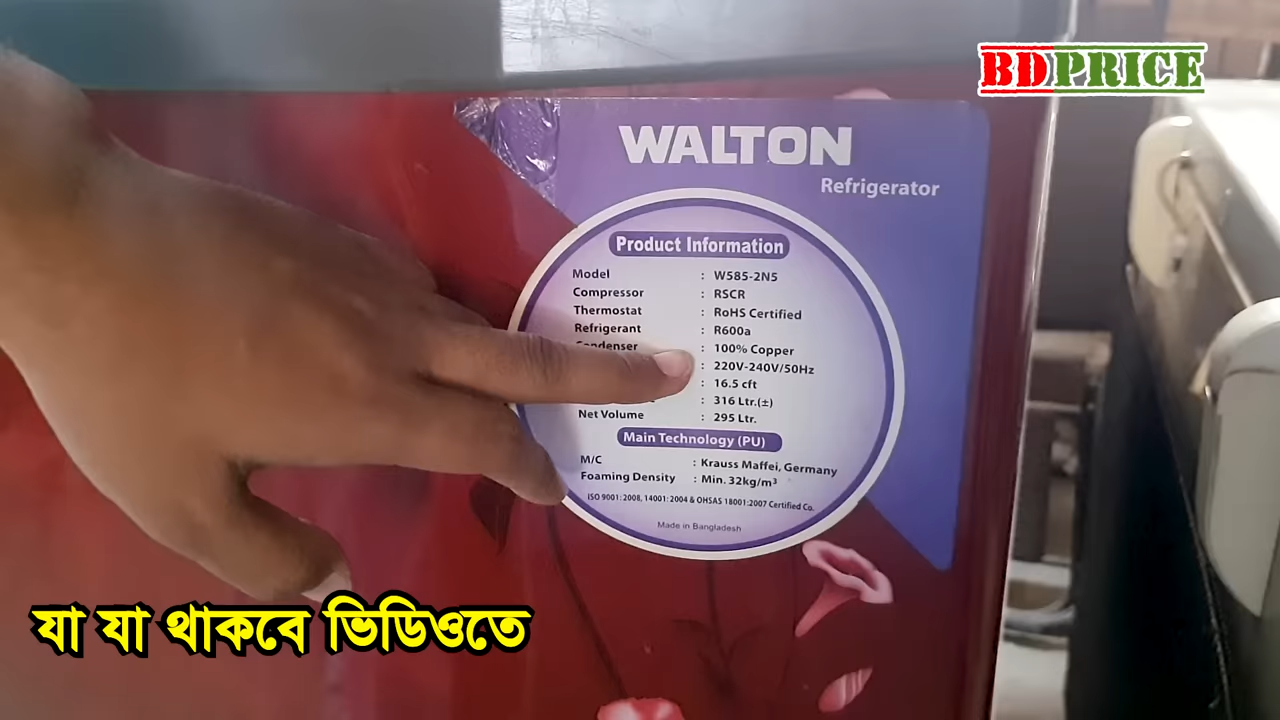 BDPRICE
WALTON
Refrigerator
Product Information
Model : W585-2N5
Compressor : RSCR
Thermostat : RoHS Certified
Refrigerant : R600a
Condenser : 100% Copper
: 220V-240V/50Hz
: 16.5 cft
: 316 Ltr.(±)
Net Volume : 295 Ltr.
Main Technology (PU)
M/C : Krauss Maffei, Germany
Foaming Density : Min. 32kg/m³
ISO 9001: 2008, 14001: 2004 & OHSAS 18001:2007 Certified Co.
Made in Bangladesh
যা যা থাকবে ভিডিওতে